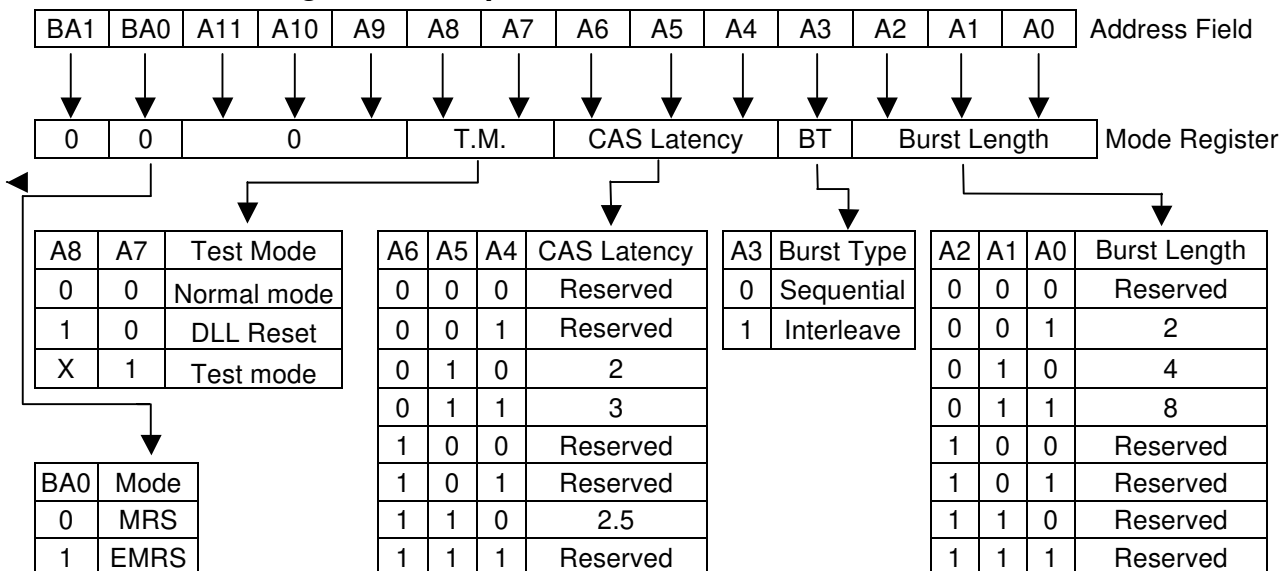 BA1 BA0 A11 A10 A9 A8 A7 A6 A5 A4 A3 A2 A1 A0 Address Field
0 0 0 T.M. CAS Latency BT Burst Length Mode Register
A8 A7 Test Mode
0 0 Normal mode
1 0 DLL Reset
X 1 Test mode
BA0 Mode
0 MRS
1 EMRS
A6 A5 A4 CAS Latency
0 0 0 Reserved
0 0 1 Reserved
0 1 0 2
0 1 1 3
1 0 0 Reserved
1 0 1 Reserved
1 1 0 2.5
1 1 1 Reserved
A3 Burst Type
0 Sequential
1 Interleave
A2 A1 A0 Burst Length
0 0 0 Reserved
0 0 1 2
0 1 0 4
0 1 1 8
1 0 0 Reserved
1 0 1 Reserved
1 1 0 Reserved
1 1 1 Reserved